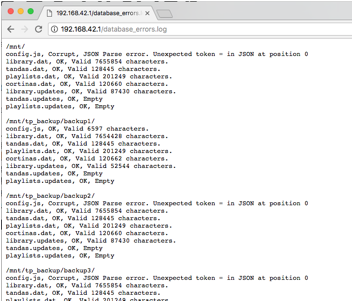 192.168.42.1/database_errors.
192.168.42.1/database_errors.log
/mnt/
config.js, Corrupt, JSON Parse error. Unexpected token = in JSON at position 0
library.dat, OK, Valid 7655854 characters.
tandas.dat, OK, Valid 128445 characters.
playlists.dat, OK, Valid 201249 characters.
cortinas.dat, OK, Valid 120660 characters.
library.updates, OK, Valid 87430 characters.
tandas.updates, OK, Empty
playlists.updates, OK, Empty
/mnt/tp_backup/backup1/
config.js, OK, Valid 6597 characters.
library.dat, OK, Valid 7654428 characters.
tandas.dat, OK, Valid 128445 characters.
playlists.dat, OK, Valid 201249 characters.
cortinas.dat, OK, Valid 120662 characters.
library.updates, OK, Valid 52544 characters.
tandas.updates, OK, Empty
playlists.updates, OK, Empty
/mnt/tp_backup/backup2/
config.js, Corrupt, JSON Parse error. Unexpected token = in JSON at position 0
library.dat, OK, Valid 7655854 characters.
tandas.dat, OK, Valid 128445 characters.
playlists.dat, OK, Valid 201249 characters.
cortinas.dat, OK, Valid 120660 characters.
library.updates, OK, Valid 87430 characters.
tandas.updates, OK, Empty
playlists.updates, OK, Empty
/mnt/tp_backup/backup3/
config.js, Corrupt, JSON Parse error. Unexpected token = in JSON at position 0
library.dat, OK, Valid 7655854 characters.
tandas.dat, OK, Valid 128445 characters.
playlists.dat, OK, Valid 201249 characters.